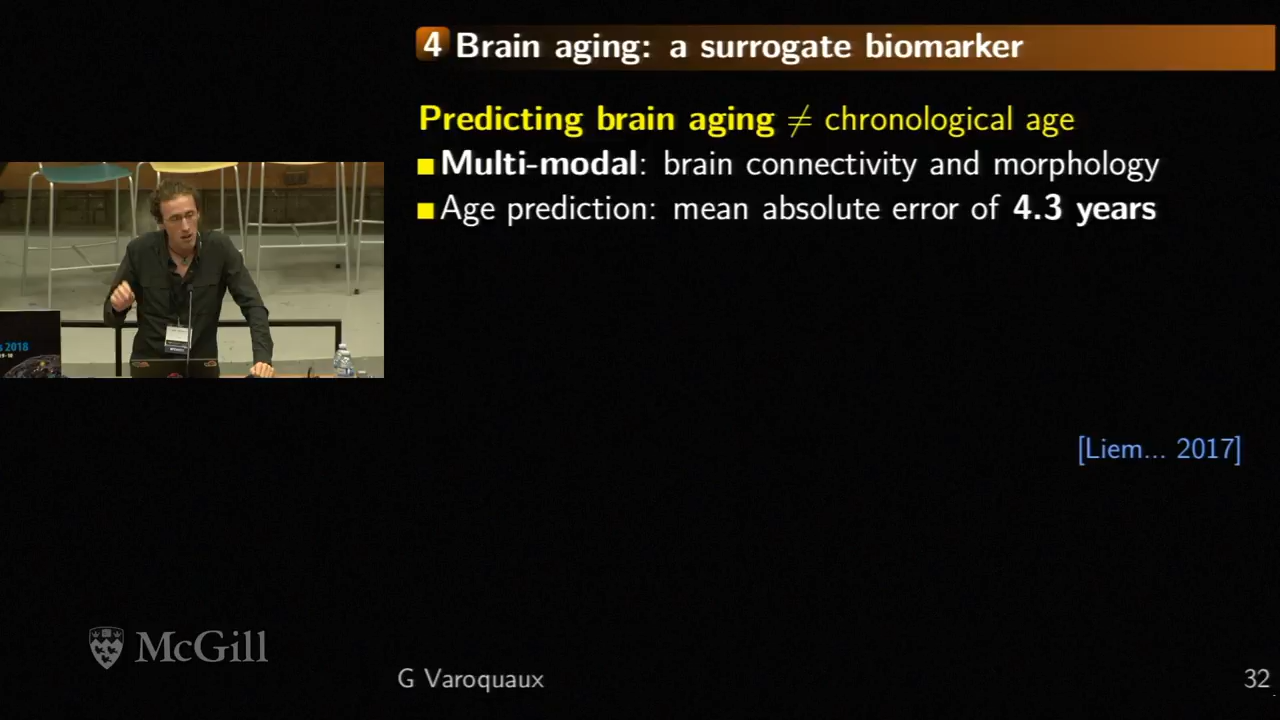 4 Brain aging: a surrogate biomarker
Predicting brain aging ≠ chronological age
Multi-modal: brain connectivity and morphology
Age prediction: mean absolute error of 4.3 years
[Liem... 2017]
s 2018
McGill
G Varoquaux
32